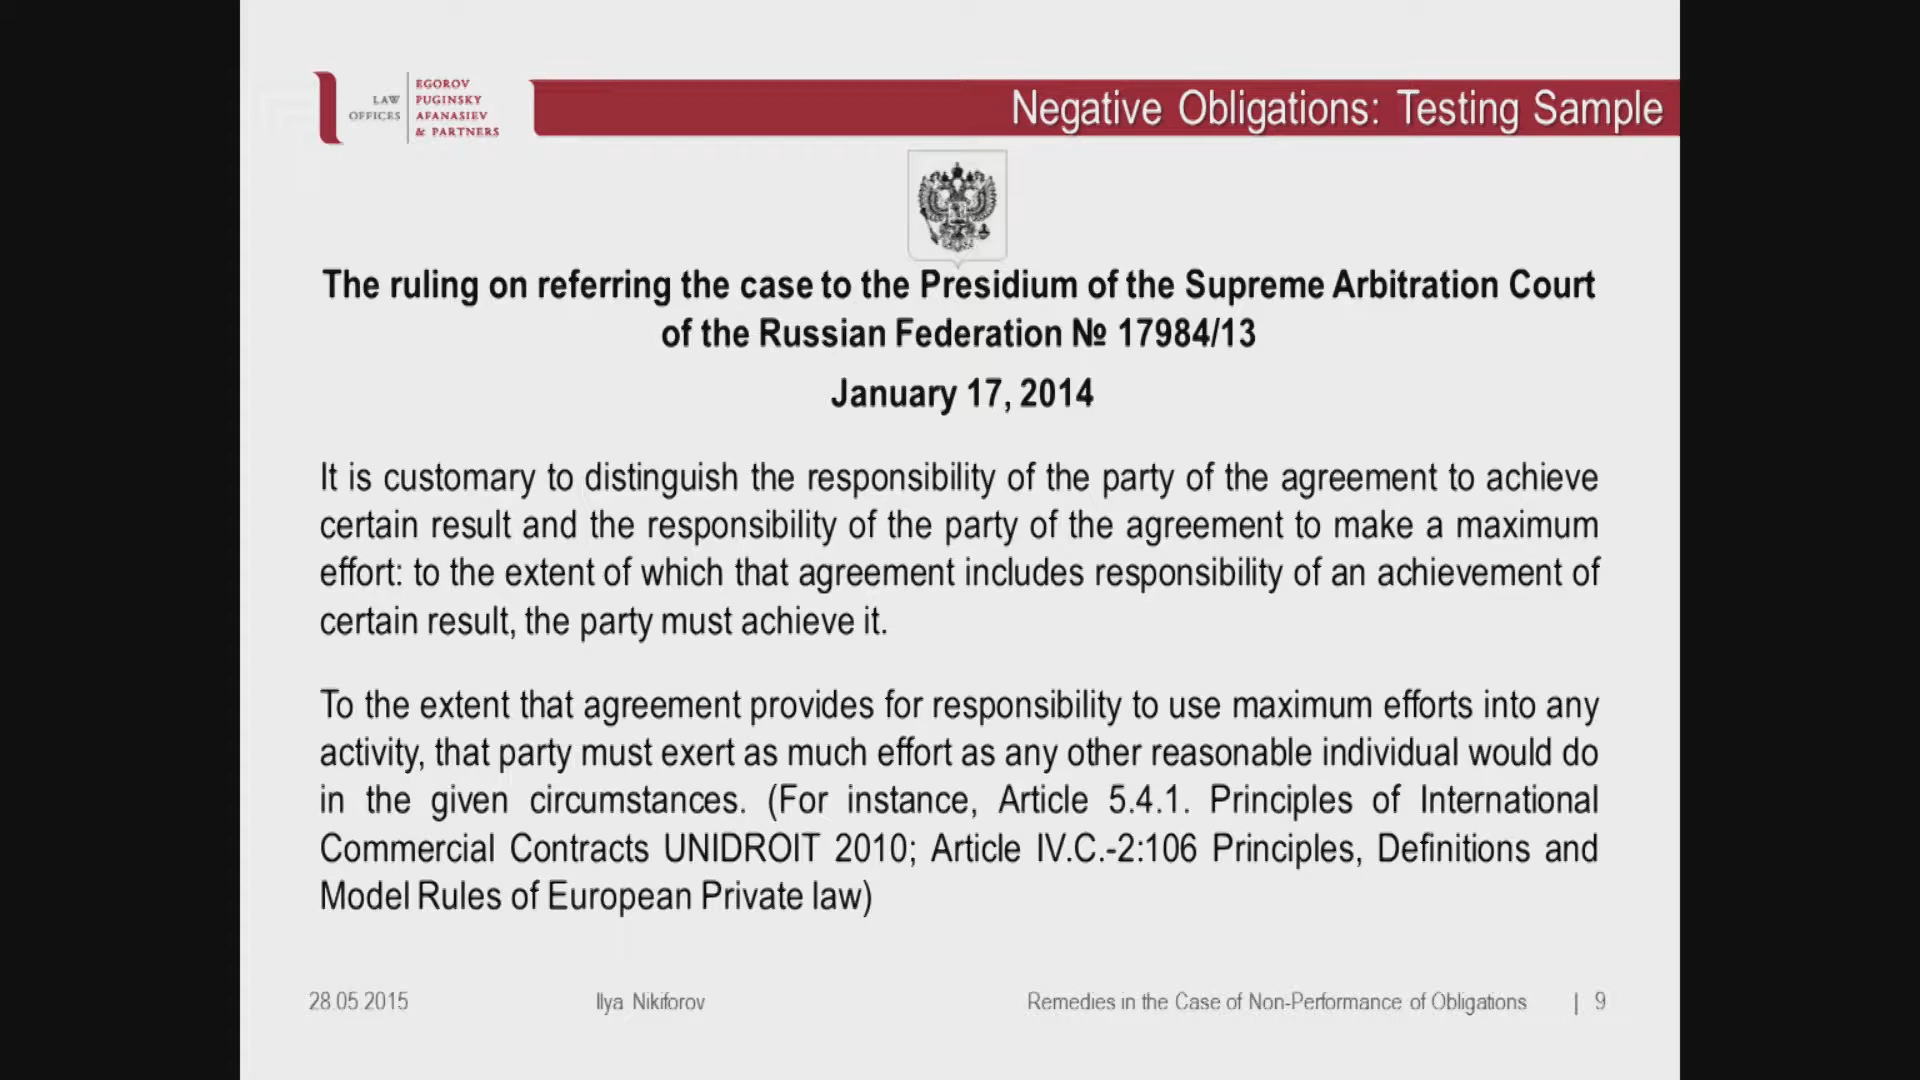 LAW OFFICES
EGOROV
PUGINSKY
AFANASIEV
& PARTNERS
Negative Obligations: Testing Sample
The ruling on referring the case to the Presidium of the Supreme Arbitration Court
of the Russian Federation № 17984/13
January 17, 2014
It is customary to distinguish the responsibility of the party of the agreement to achieve
certain result and the responsibility of the party of the agreement to make a maximum
effort: to the extent of which that agreement includes responsibility of an achievement of
certain result, the party must achieve it.
To the extent that agreement provides for responsibility to use maximum efforts into any
activity, that party must exert as much effort as any other reasonable individual would do
in the given circumstances. (For instance, Article 5.4.1. Principles of International
Commercial Contracts UNIDROIT 2010; Article IV.C.-2:106 Principles, Definitions and
Model Rules of European Private law)
28.05.2015 Ilya Nikiforov Remedies in the Case of Non-Performance of Obligations | 9